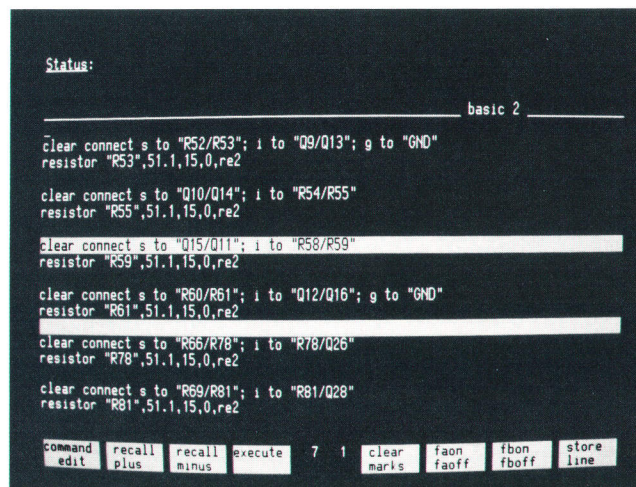 Status:
basic 2
clear connect s to "R52/R53"; i to "Q9/Q13"; g to "GND"
resistor "R53",51.1,15,0,re2
clear connect s to "Q10/Q14"; i to "R54/R55"
resistor "R55",51.1,15,0,re2
clear connect s to "Q15/Q11"; i to "R58/R59"
resistor "R59",51.1,15,0,re2
clear connect s to "R60/R61"; i to "Q12/Q16"; g to "GND"
resistor "R61",51.1,15,0,re2
clear connect s to "R66/R78"; i to "R78/Q26"
resistor "R78",51.1,15,0,re2
clear connect s to "R69/R81"; i to "R81/Q28"
resistor "R81",51.1,15,0,re2
command recall recall execute 7 1 clear faon fbon store
edit plus minus marks faoff fboff line